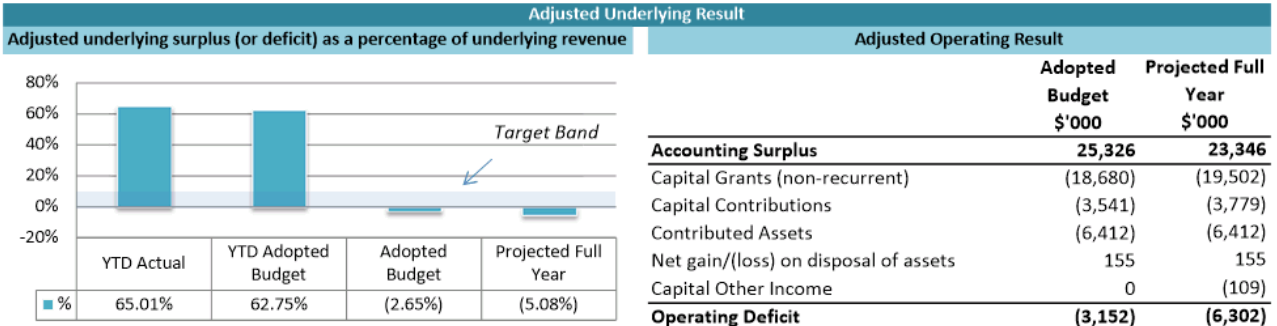 Adjusted Underlying Result
Adjusted underlying surplus (or deficit) as a percentage of underlying revenue
80%
60%
40%
20%
0%
-20%
Target Band
YTD Actual YTD Adopted Budget Adopted Budget Projected Full Year
% 65.01% 62.75% (2.65%) (5.08%)
Adjusted Operating Result
Adopted Projected Full
Budget Year
$'000 $'000
Accounting Surplus 25,326 23,346
Capital Grants (non-recurrent) (18,680) (19,502)
Capital Contributions (3,541) (3,779)
Contributed Assets (6,412) (6,412)
Net gain/(loss) on disposal of assets 155 155
Capital Other Income 0 (109)
Operating Deficit (3,152) (6,302)